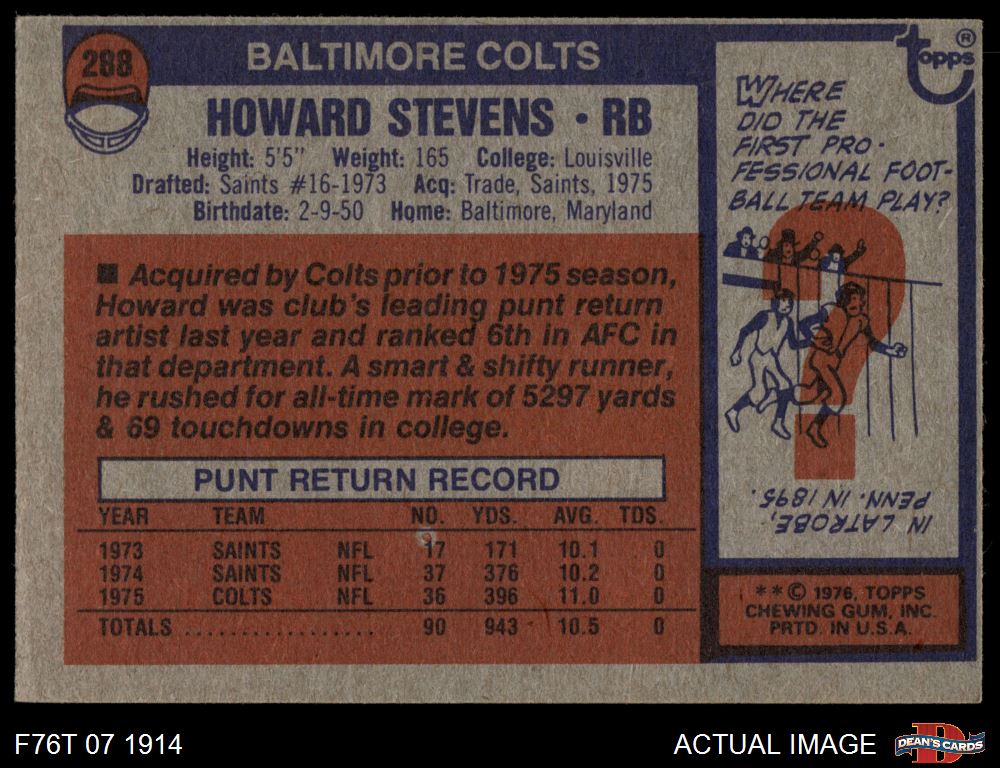 288
BALTIMORE COLTS
HOWARD STEVENS • RB
Height: 5'5" Weight: 165 College: Louisville
Drafted: Saints #16-1973 Acq: Trade, Saints, 1975
Birthdate: 2-9-50 Home: Baltimore, Maryland
■ Acquired by Colts prior to 1975 season,
Howard was club's leading punt return
artist last year and ranked 6th in AFC in
that department. A smart & shifty runner,
he rushed for all-time mark of 5297 yards
& 69 touchdowns in college.
PUNT RETURN RECORD
YEAR TEAM NO. YDS. AVG. TDS.
1973 SAINTS NFL 17 171 10.1 0
1974 SAINTS NFL 37 376 10.2 0
1975 COLTS NFL 36 396 11.0 0
TOTALS .................. 90 943 10.5 0
topps ®
WHERE
DID THE
FIRST PRO-
FESSIONAL FOOT-
BALL TEAM PLAY?
?
IN LATROBE,
PENN. IN 1895.
** © 1976, TOPPS
CHEWING GUM, INC.
PRTD. IN U.S.A.
F76T 07 1914
ACTUAL IMAGE
D
DEAN'S CARDS